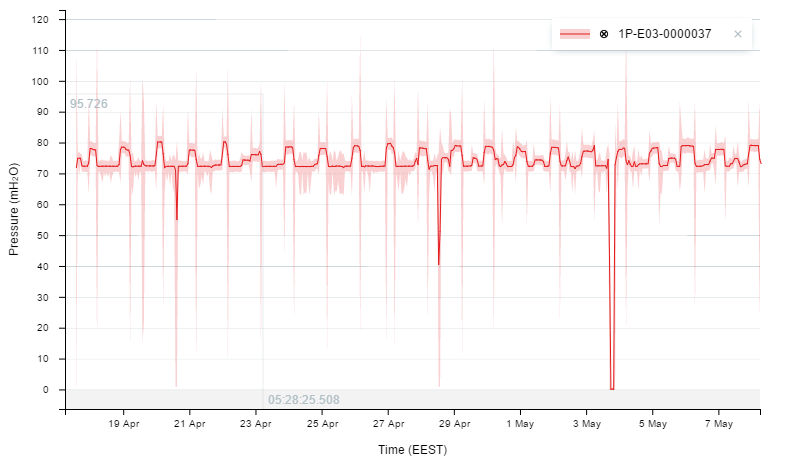 120
110
100
90
80
70
60
50
40
30
20
10
0
Pressure (mH₂O)
1P-E03-0000037
95.726
05:28:25.508
19 Apr
21 Apr
23 Apr
25 Apr
27 Apr
29 Apr
1 May
3 May
5 May
7 May
Time (EEST)